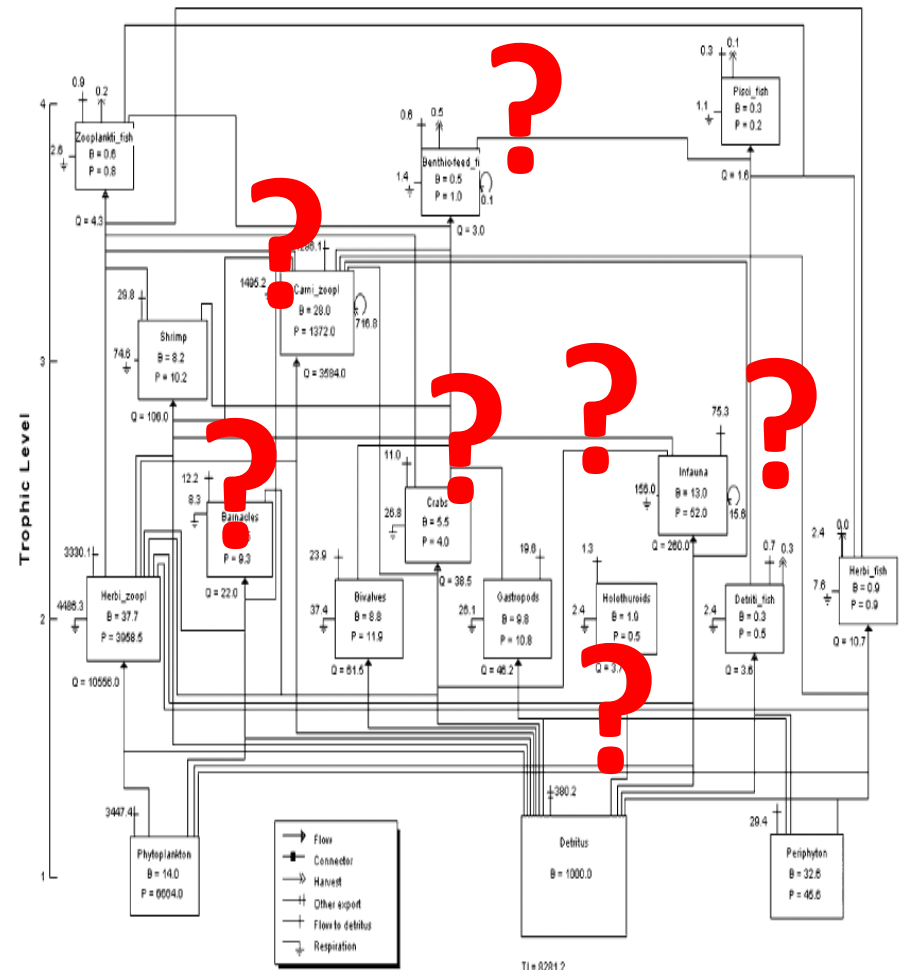 0.3
0.1
Pisci_fish
B = 0.3
P = 0.2
1.1
Q = 1.6
4
0.9
0.2
Zooplankti_fish
B = 0.6
P = 0.8
2.6
Q = 4.3
0.6
0.5
Benthic-feed_fi
B = 0.5
P = 1.0
1.4
0.1
Q = 3.0
?
?
1495.2
Carni_zoopl
B = 28.0
P = 1372.0
716.8
Q = 3584.0
29.8
Shrimp
B = 8.2
P = 10.2
74.6
Q = 106.0
3
Trophic Level
?
?
?
?
75.3
Infauna
B = 13.0
P = 52.0
156.0
15.6
Q = 260.0
11.0
Crabs
B = 5.5
P = 4.0
26.8
Q = 38.5
?
12.2
8.3
Barnacles
P = 9.3
Q = 22.0
2.4
0.0
Herbi_fish
B = 0.9
P = 0.9
7.6
Q = 10.7
3330.1
Herbi_zoopl
B = 37.7
P = 3958.5
4486.3
Q = 10556.0
23.9
Bivalves
B = 8.8
P = 11.9
37.4
Q = 61.5
19.6
Gastropods
B = 9.8
P = 10.8
26.1
Q = 46.2
1.3
Holothuroids
B = 1.9
P = 0.5
2.4
0.7
0.3
Detriti_fish
B = 0.3
P = 0.5
2.4
Q = 3.6
2
?
3447.4
Phytoplankton
B = 14.0
P = 6664.0
380.2
Detritus
B = 1000.0
29.4
Periphyton
B = 32.6
P = 46.6
1
Flow
Connector
Harvest
Other export
Flow to detritus
Respiration